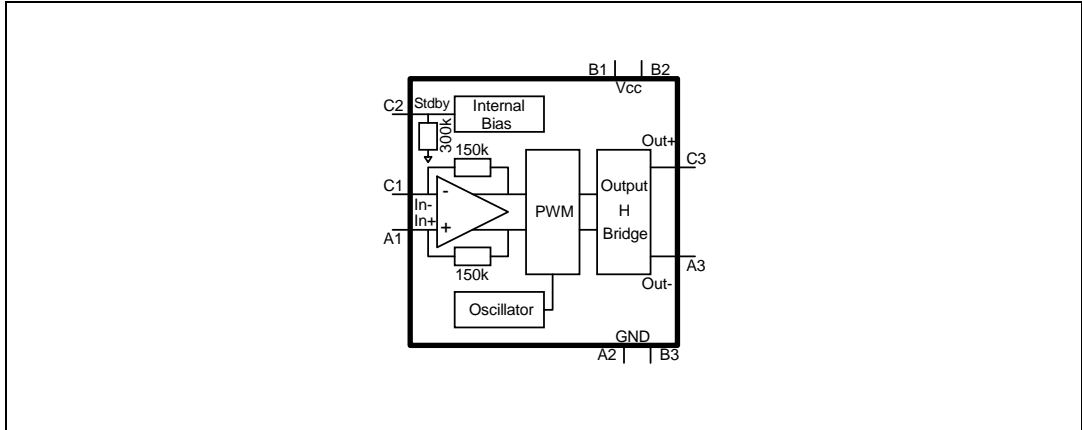 B1 B2
Vcc
C2 Stdby Internal
Bias
300k
150k
Out+
C3
C1
In-
-
Output
H
Bridge
PWM
In+
+
A1
150k
A3
Out-
Oscillator
GND
A2 B3